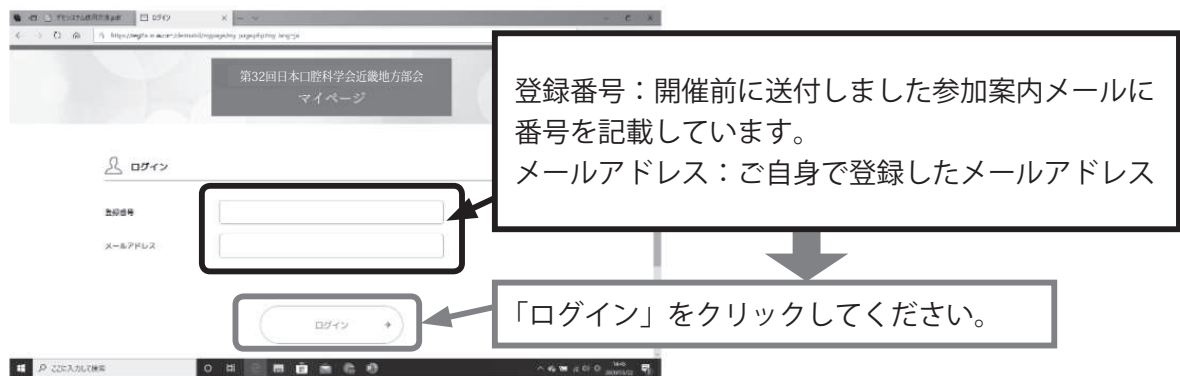 ログイン
第32回日本口腔科学会近畿地方部会
マイページ
ログイン
登録番号
メールアドレス
ログイン
登録番号：開催前に送付しました参加案内メールに
番号を記載しています。
メールアドレス：ご自身で登録したメールアドレス
「ログイン」をクリックしてください。
ここに入力して検索